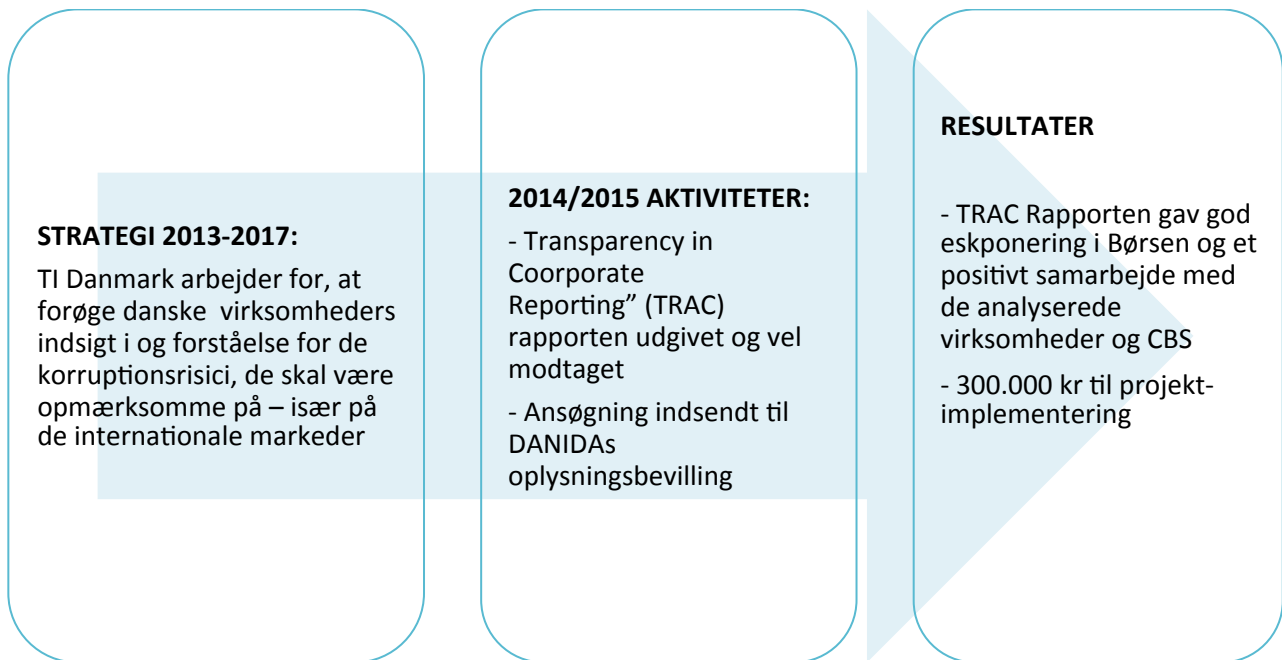 STRATEGI 2013-2017:
TI Danmark arbejder for, at
forøge danske virksomheders
indsigt i og forståelse for de
korruptionsrisici, de skal være
opmærksomme på – især på
de internationale markeder
2014/2015 AKTIVITETER:
- Transparency in
Coorporate
Reporting” (TRAC)
rapporten udgivet og vel
modtaget
- Ansøgning indsendt til
DANIDAs
oplysningsbevilling
RESULTATER
- TRAC Rapporten gav god
eskponering i Børsen og et
positivt samarbejde med
de analyserede
virksomheder og CBS
- 300.000 kr til projekt-
implementering